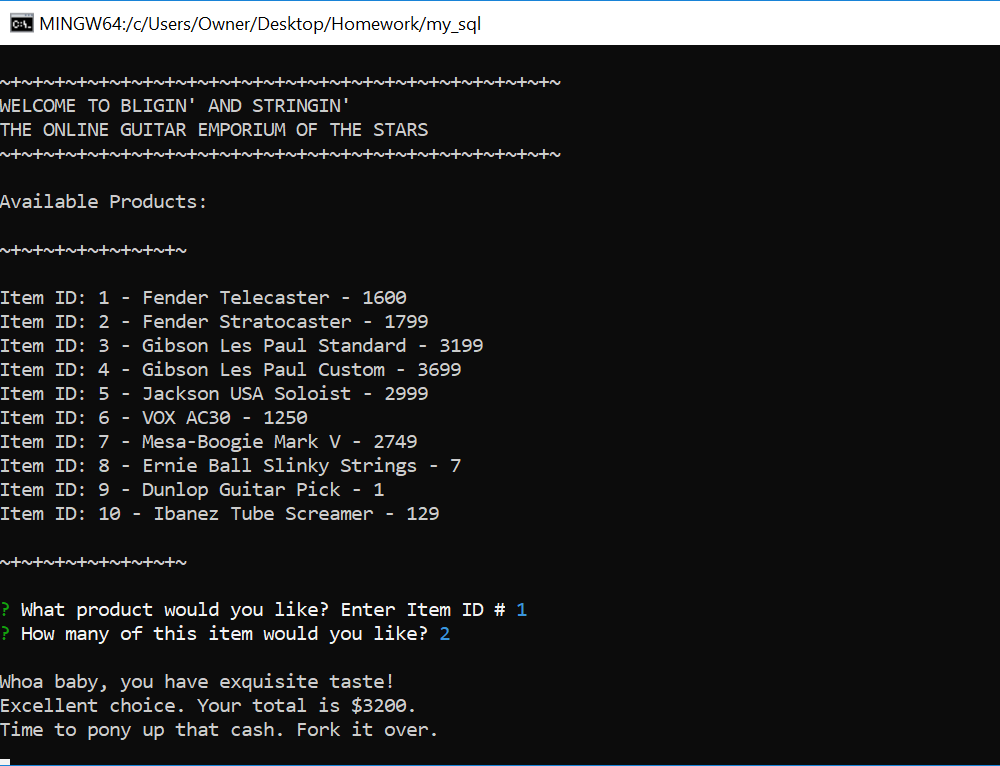 MINGW64:/c/Users/Owner/Desktop/Homework/my_sql
~+~+~+~+~+~+~+~+~+~+~+~+~+~+~+~+~+~+~+~+~+~+~+~+~+~
WELCOME TO BLIGIN' AND STRINGIN'
THE ONLINE GUITAR EMPORIUM OF THE STARS
~+~+~+~+~+~+~+~+~+~+~+~+~+~+~+~+~+~+~+~+~+~+~+~+~+~
Available Products:
~+~+~+~+~+~+~+~+~
Item ID: 1 - Fender Telecaster - 1600
Item ID: 2 - Fender Stratocaster - 1799
Item ID: 3 - Gibson Les Paul Standard - 3199
Item ID: 4 - Gibson Les Paul Custom - 3699
Item ID: 5 - Jackson USA Soloist - 2999
Item ID: 6 - VOX AC30 - 1250
Item ID: 7 - Mesa-Boogie Mark V - 2749
Item ID: 8 - Ernie Ball Slinky Strings - 7
Item ID: 9 - Dunlop Guitar Pick - 1
Item ID: 10 - Ibanez Tube Screamer - 129
~+~+~+~+~+~+~+~+~
? What product would you like? Enter Item ID # 1
? How many of this item would you like? 2
Whoa baby, you have exquisite taste!
Excellent choice. Your total is $3200.
Time to pony up that cash. Fork it over.